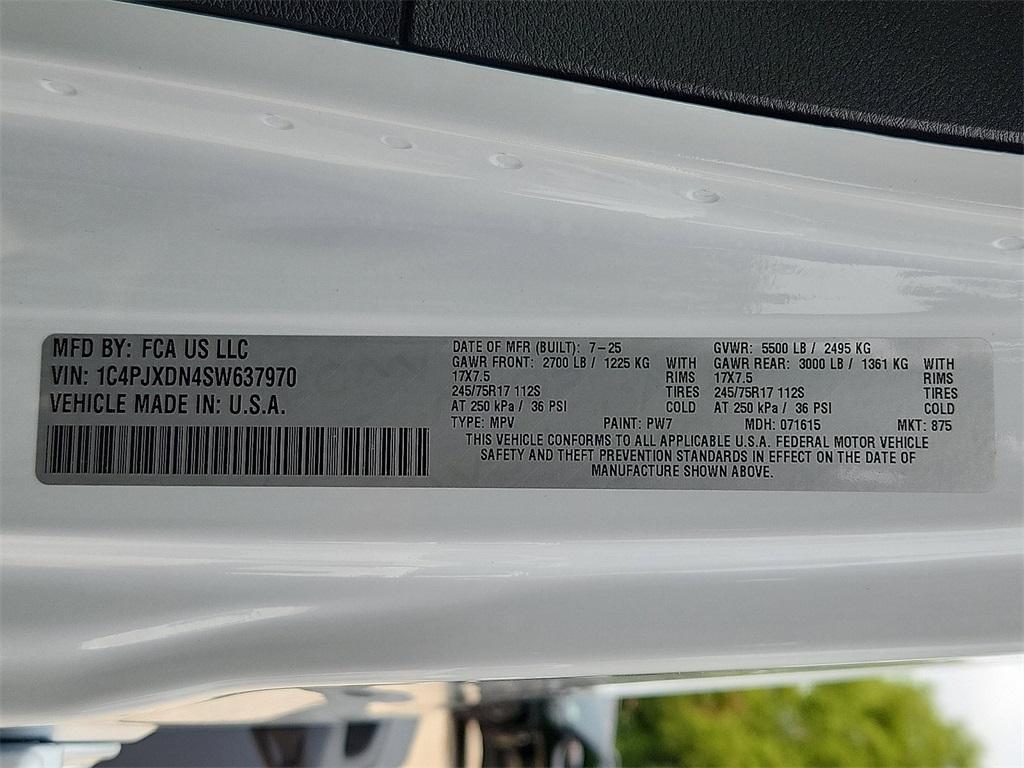 MFD BY: FCA US LLC
VIN: 1C4PJXDN4SW637970
VEHICLE MADE IN: U.S.A.
DATE OF MFR (BUILT): 7-25 GVWR: 5500 LB / 2495 KG
GAWR FRONT: 2700 LB / 1225 KG WITH GAWR REAR: 3000 LB / 1361 KG WITH
17X7.5 RIMS 17X7.5 RIMS
245/75R17 112S TIRES 245/75R17 112S TIRES
AT 250 kPa / 36 PSI COLD AT 250 kPa / 36 PSI COLD
TYPE: MPV PAINT: PW7 MDH: 071615 MKT: 875
THIS VEHICLE CONFORMS TO ALL APPLICABLE U.S.A. FEDERAL MOTOR VEHICLE
SAFETY AND THEFT PREVENTION STANDARDS IN EFFECT ON THE DATE OF
MANUFACTURE SHOWN ABOVE.